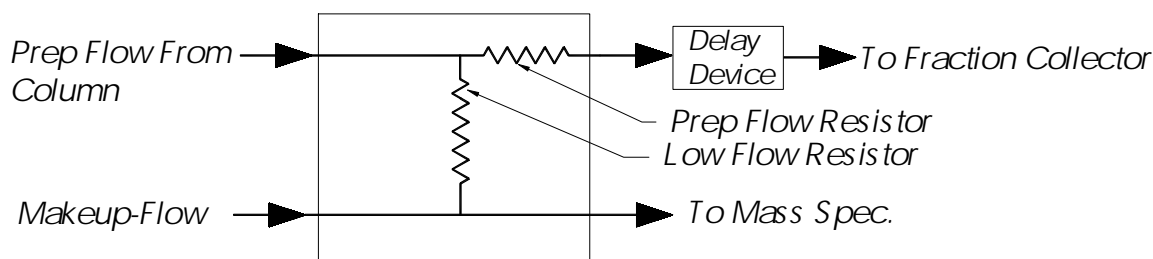 Prep Flow From
Column
Delay
Device
To Fraction Collector
Prep Flow Resistor
Low Flow Resistor
Makeup-Flow
To Mass Spec.